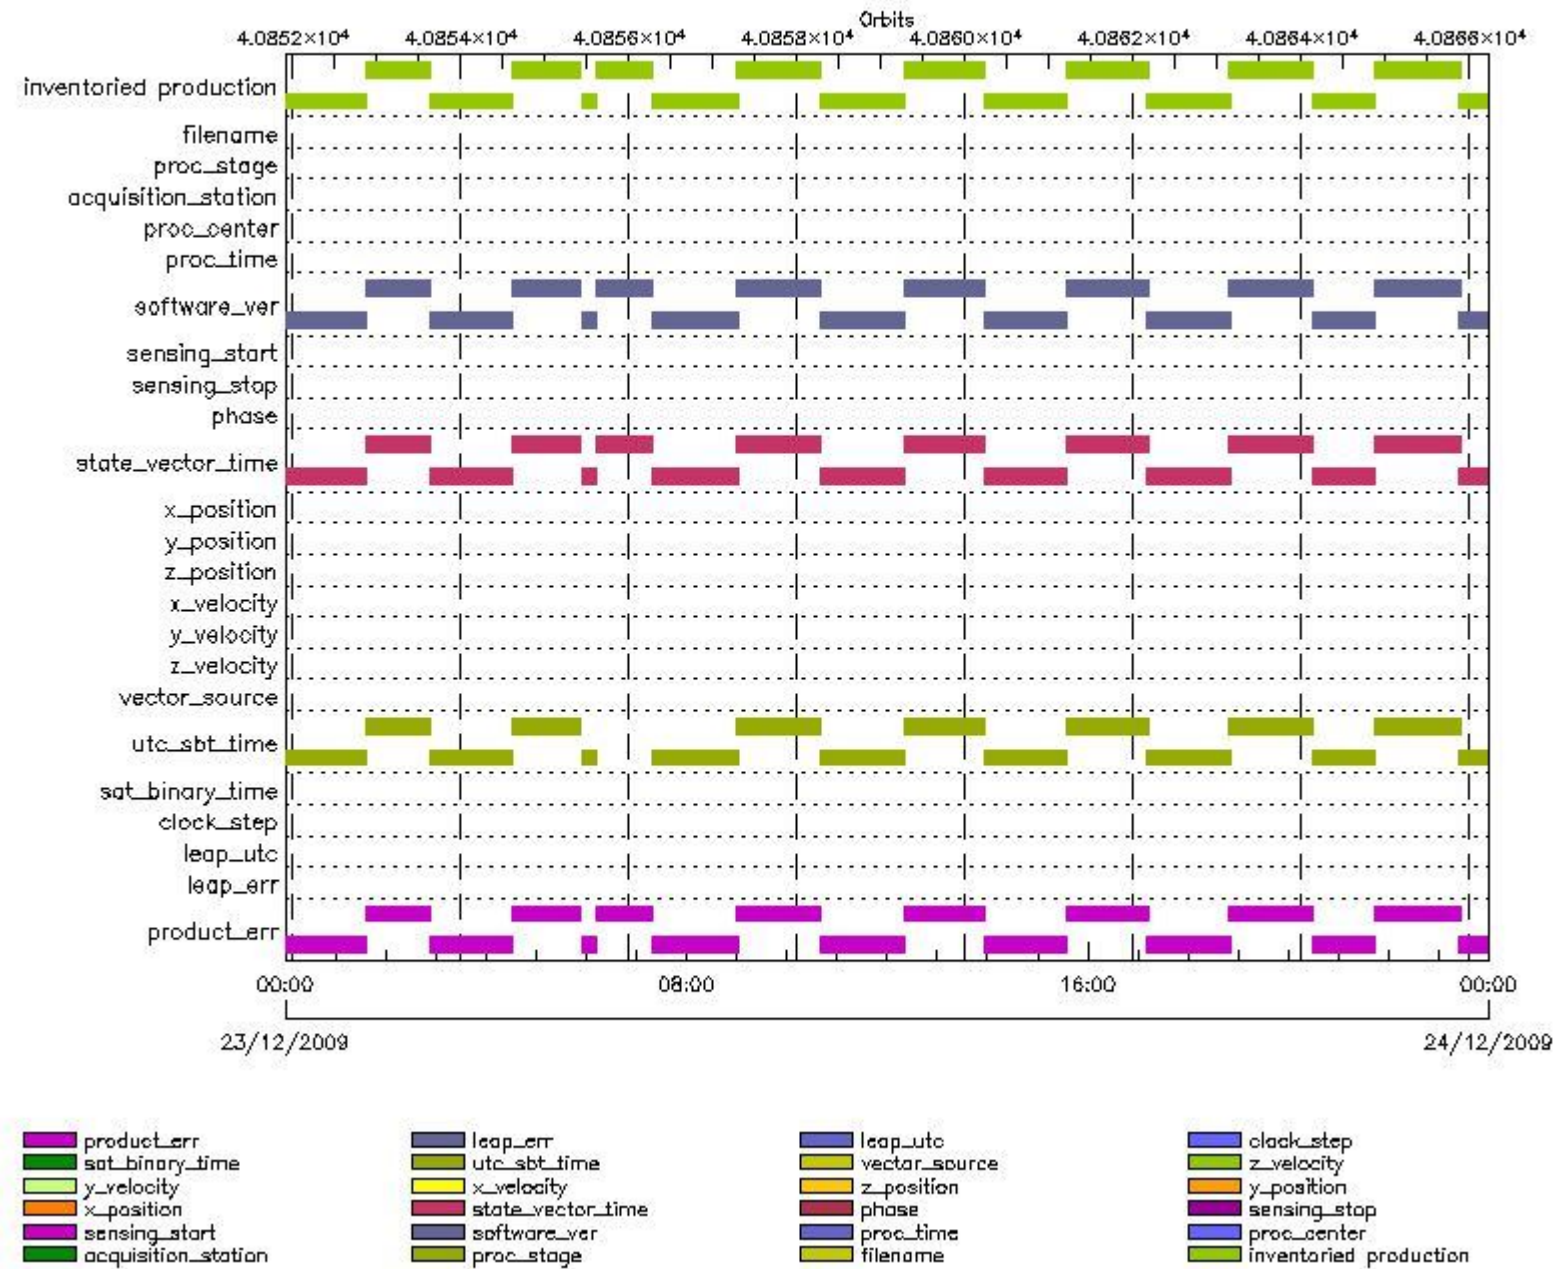 Orbits
4.0852×10⁴ 4.0854×10⁴ 4.0856×10⁴ 4.0858×10⁴ 4.0860×10⁴ 4.0862×10⁴ 4.0864×10⁴ 4.0866×10⁴
inventoried production
filename
proc_stage
acquisition_station
proc_center
proc_time
software_ver
sensing_start
sensing_stop
phase
state_vector_time
x_position
y_position
z_position
x_velocity
y_velocity
z_velocity
vector_source
utc_sbt_time
sat_binary_time
clock_step
leap_utc
leap_err
product_err
00:00 08:00 16:00 00:00
23/12/2009 24/12/2009
product_err leap_err leap_utc clock_step
sat_binary_time utc_sbt_time vector_source z_velocity
y_velocity x_velocity z_position y_position
x_position state_vector_time phase sensing_stop
sensing_start software_ver proc_time proc_center
acquisition_station proc_stage filename inventoried production